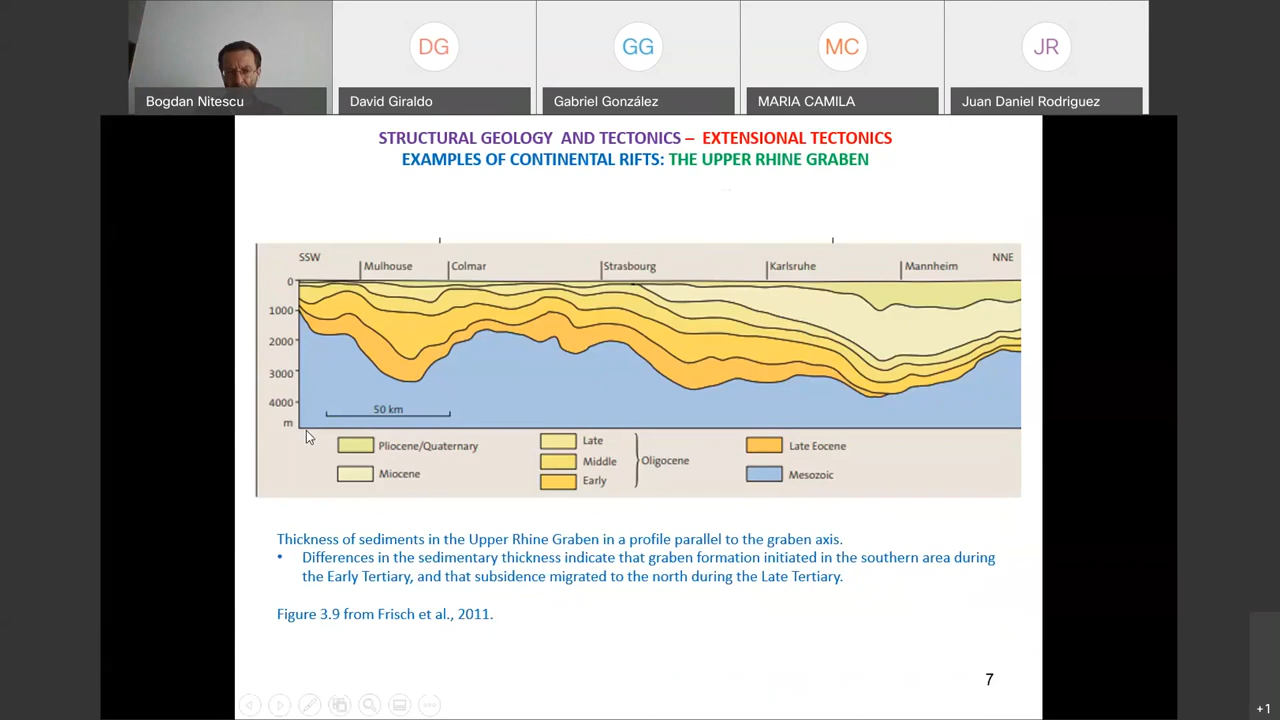 DG
GG
MC
JR
Bogdan Nitescu
David Giraldo
Gabriel González
MARIA CAMILA
Juan Daniel Rodriguez
STRUCTURAL GEOLOGY AND TECTONICS – EXTENSIONAL TECTONICS
EXAMPLES OF CONTINENTAL RIFTS: THE UPPER RHINE GRABEN
SSW
NNE
Mulhouse
Colmar
Strasbourg
Karlsruhe
Mannheim
0
1000
2000
3000
4000
m
50 km
Pliocene/Quaternary
Miocene
Late
Middle
Early
Oligocene
Late Eocene
Mesozoic
Thickness of sediments in the Upper Rhine Graben in a profile parallel to the graben axis.
• Differences in the sedimentary thickness indicate that graben formation initiated in the southern area during
the Early Tertiary, and that subsidence migrated to the north during the Late Tertiary.
Figure 3.9 from Frisch et al., 2011.
7
+1